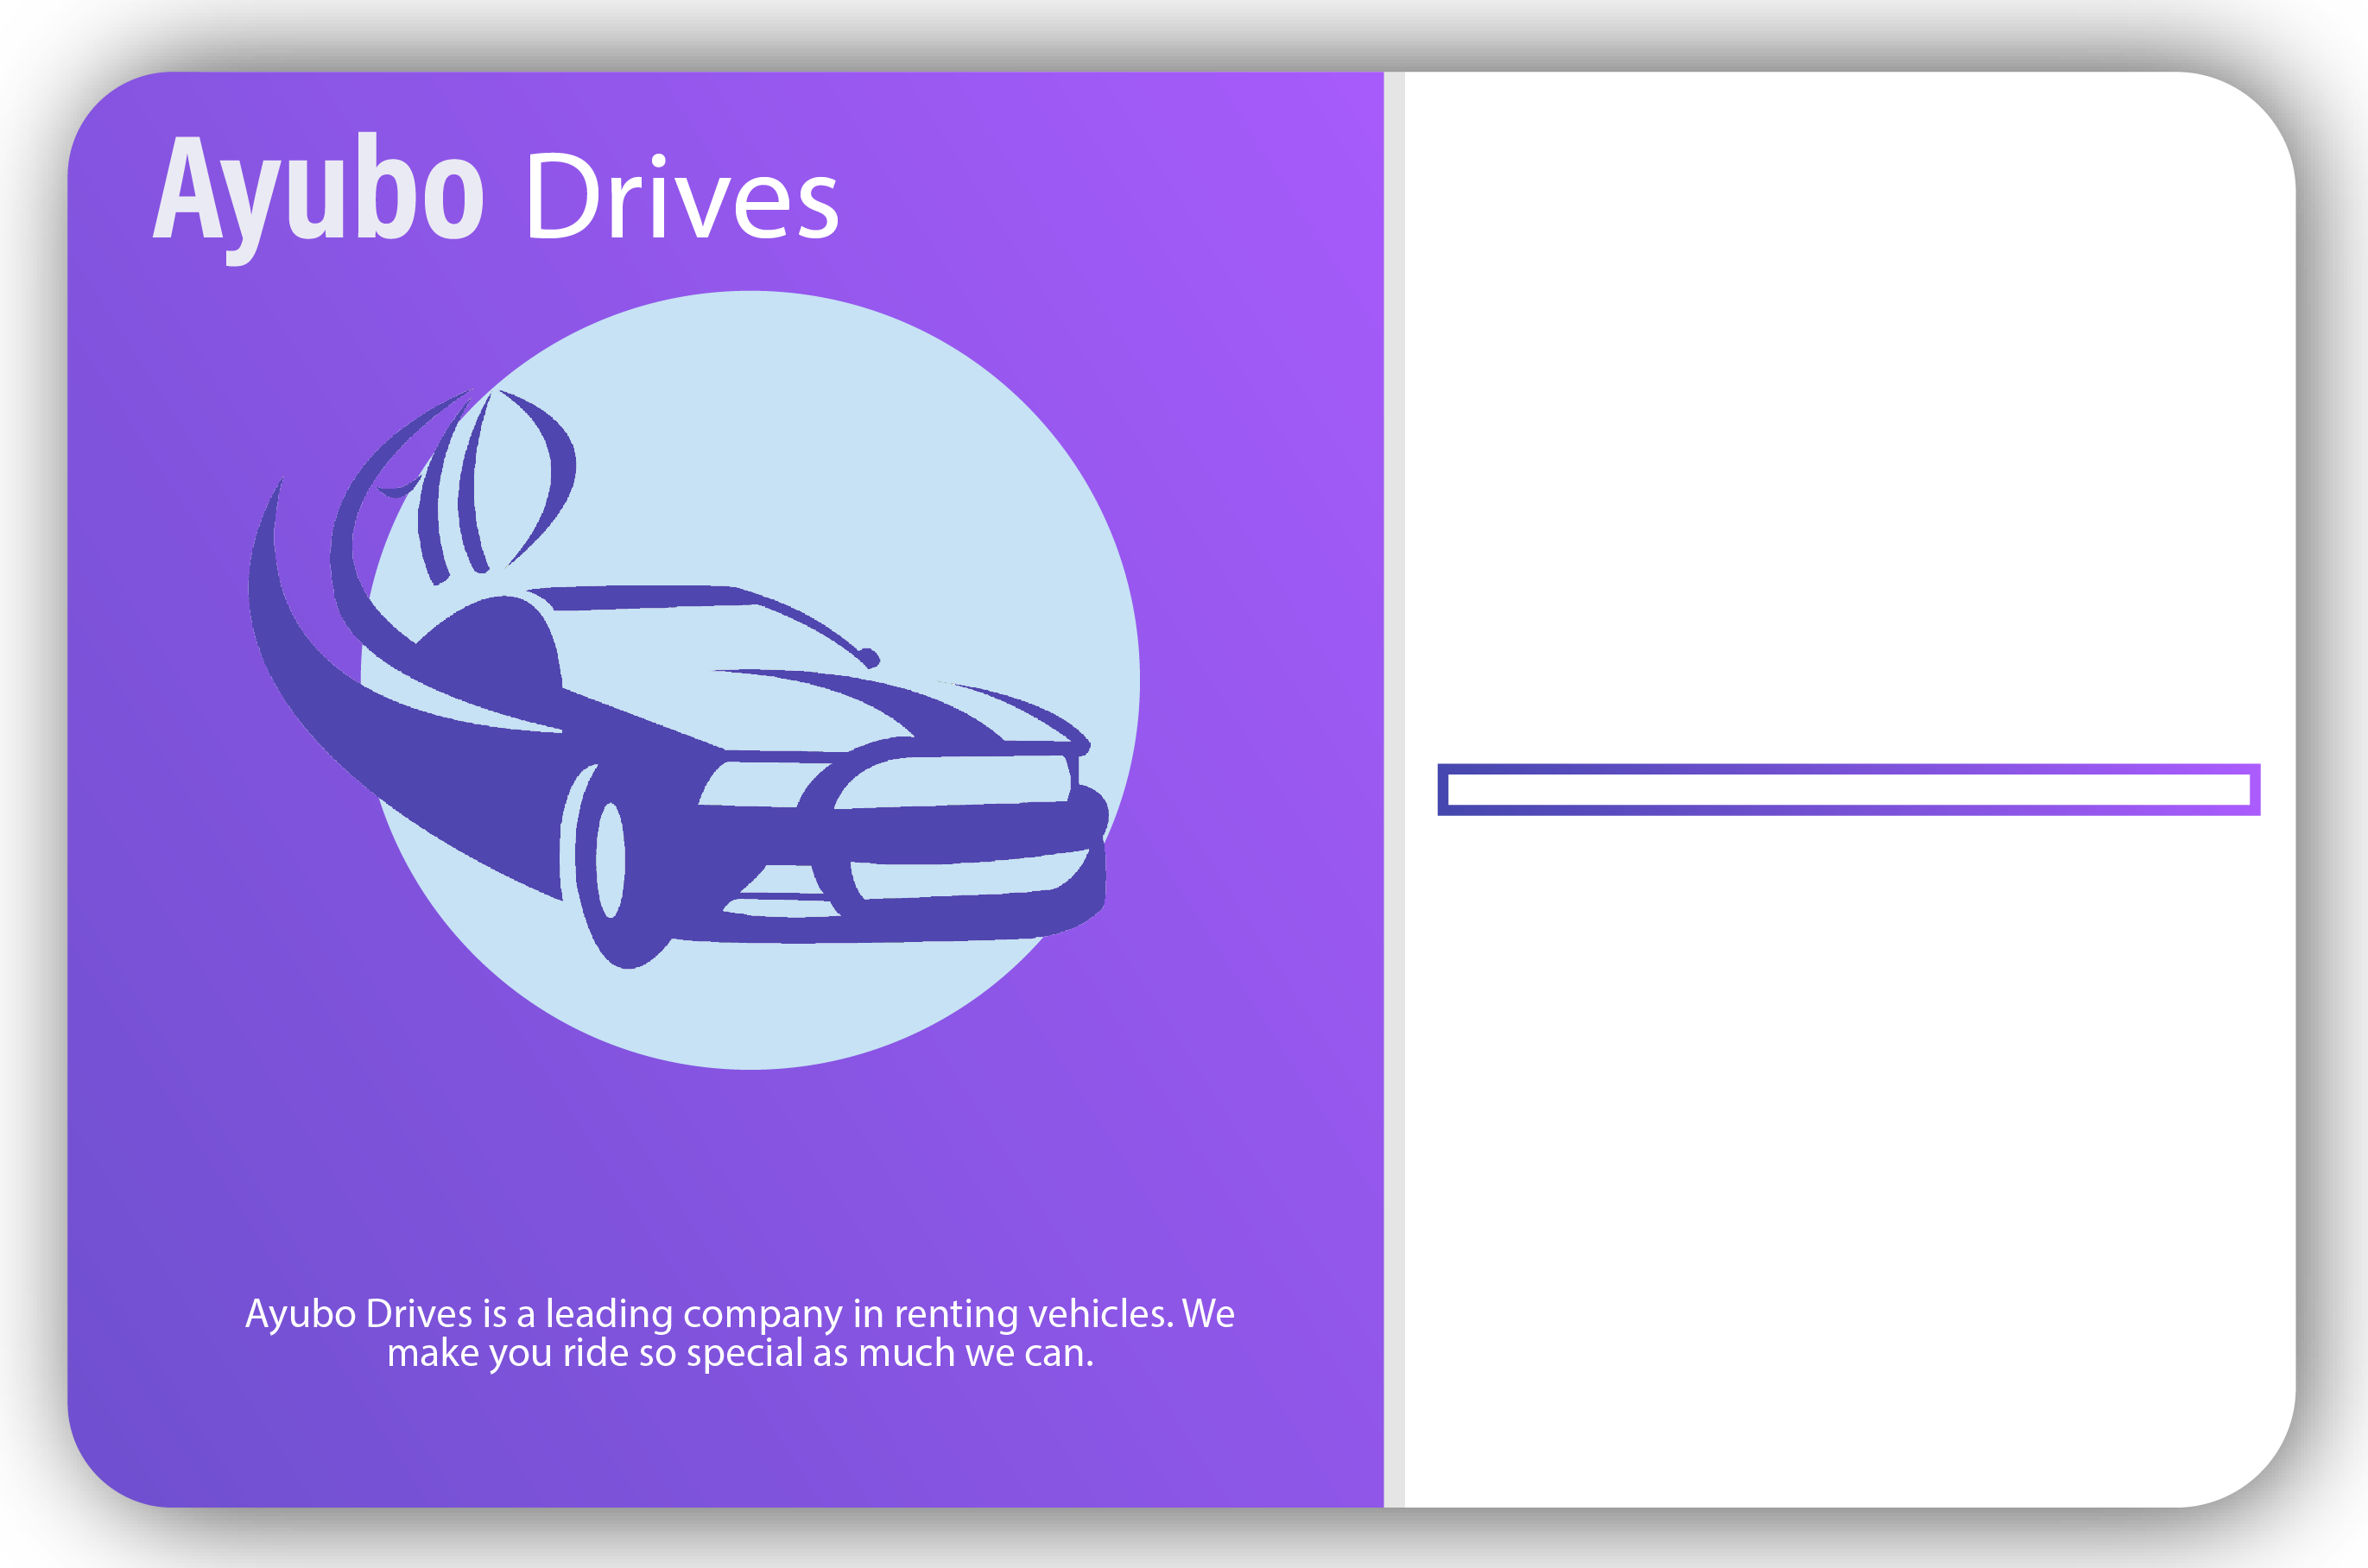 Ayubo Drives
Ayubo Drives is a leading company in renting vehicles. We
make you ride so special as much we can.